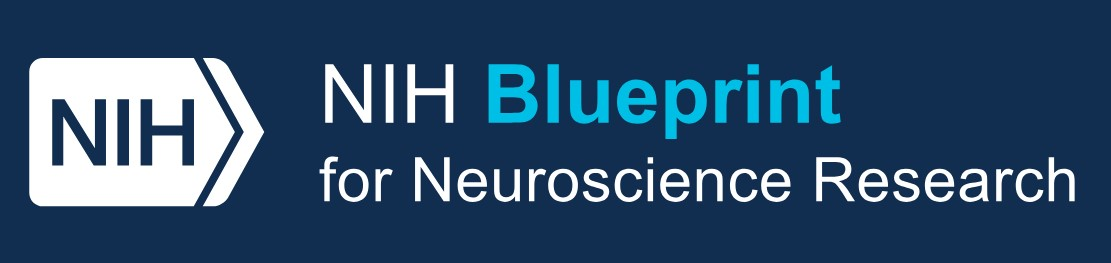 NIH
NIH Blueprint
for Neuroscience Research